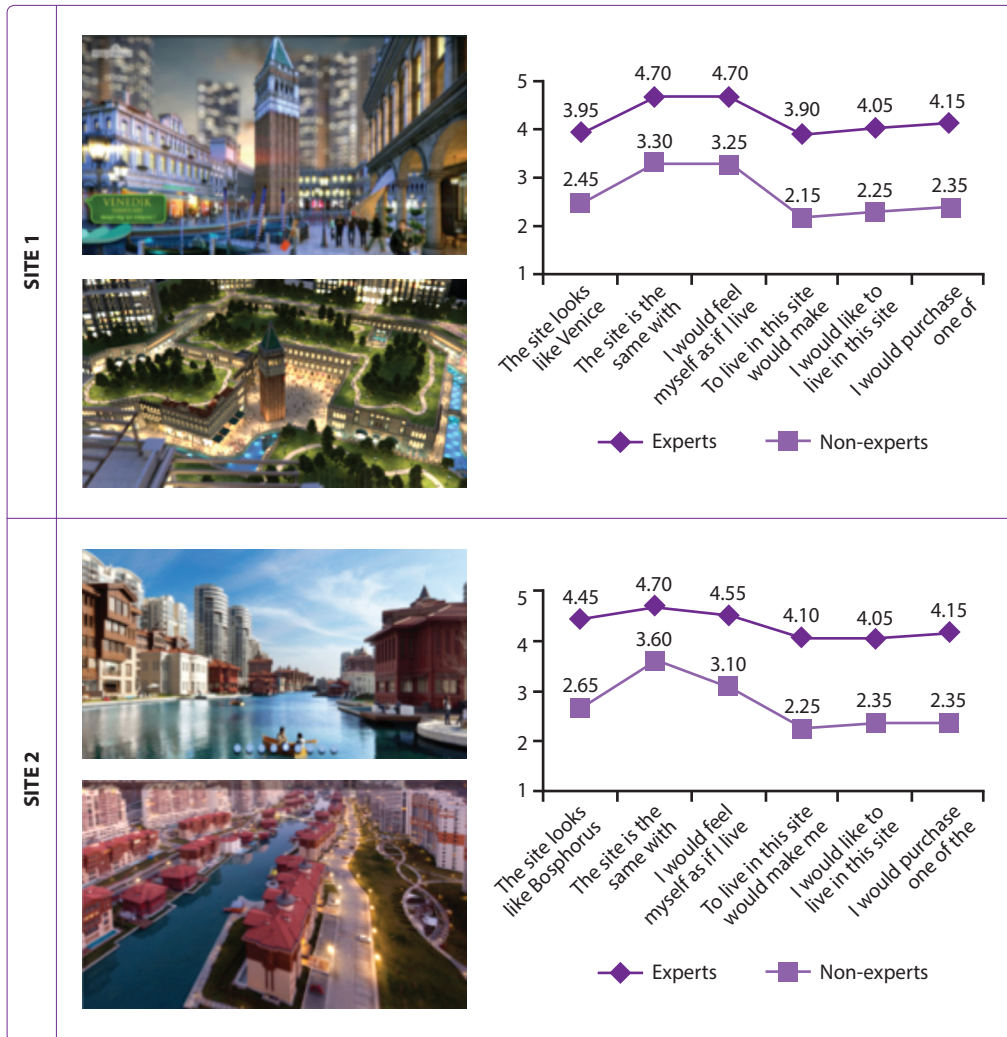 SITE 1
VENEDIK
5
4
3
2
1
3.95
4.70
4.70
3.90
4.05
4.15
2.45
3.30
3.25
2.15
2.25
2.35
The site looks
like Venice
The site is the
same with
I would feel
myself as if I live
To live in this site
would make
I would like to
live in this site
I would purchase
one of
Experts
Non-experts
SITE 2
5
4
3
2
1
4.45
4.70
4.55
4.10
4.05
4.15
2.65
3.60
3.10
2.25
2.35
2.35
The site looks
like Bosphorus
The site is the
same with
I would feel
myself as if I live
To live in this site
would make me
I would like to
live in this site
I would purchase
one of the
Experts
Non-experts